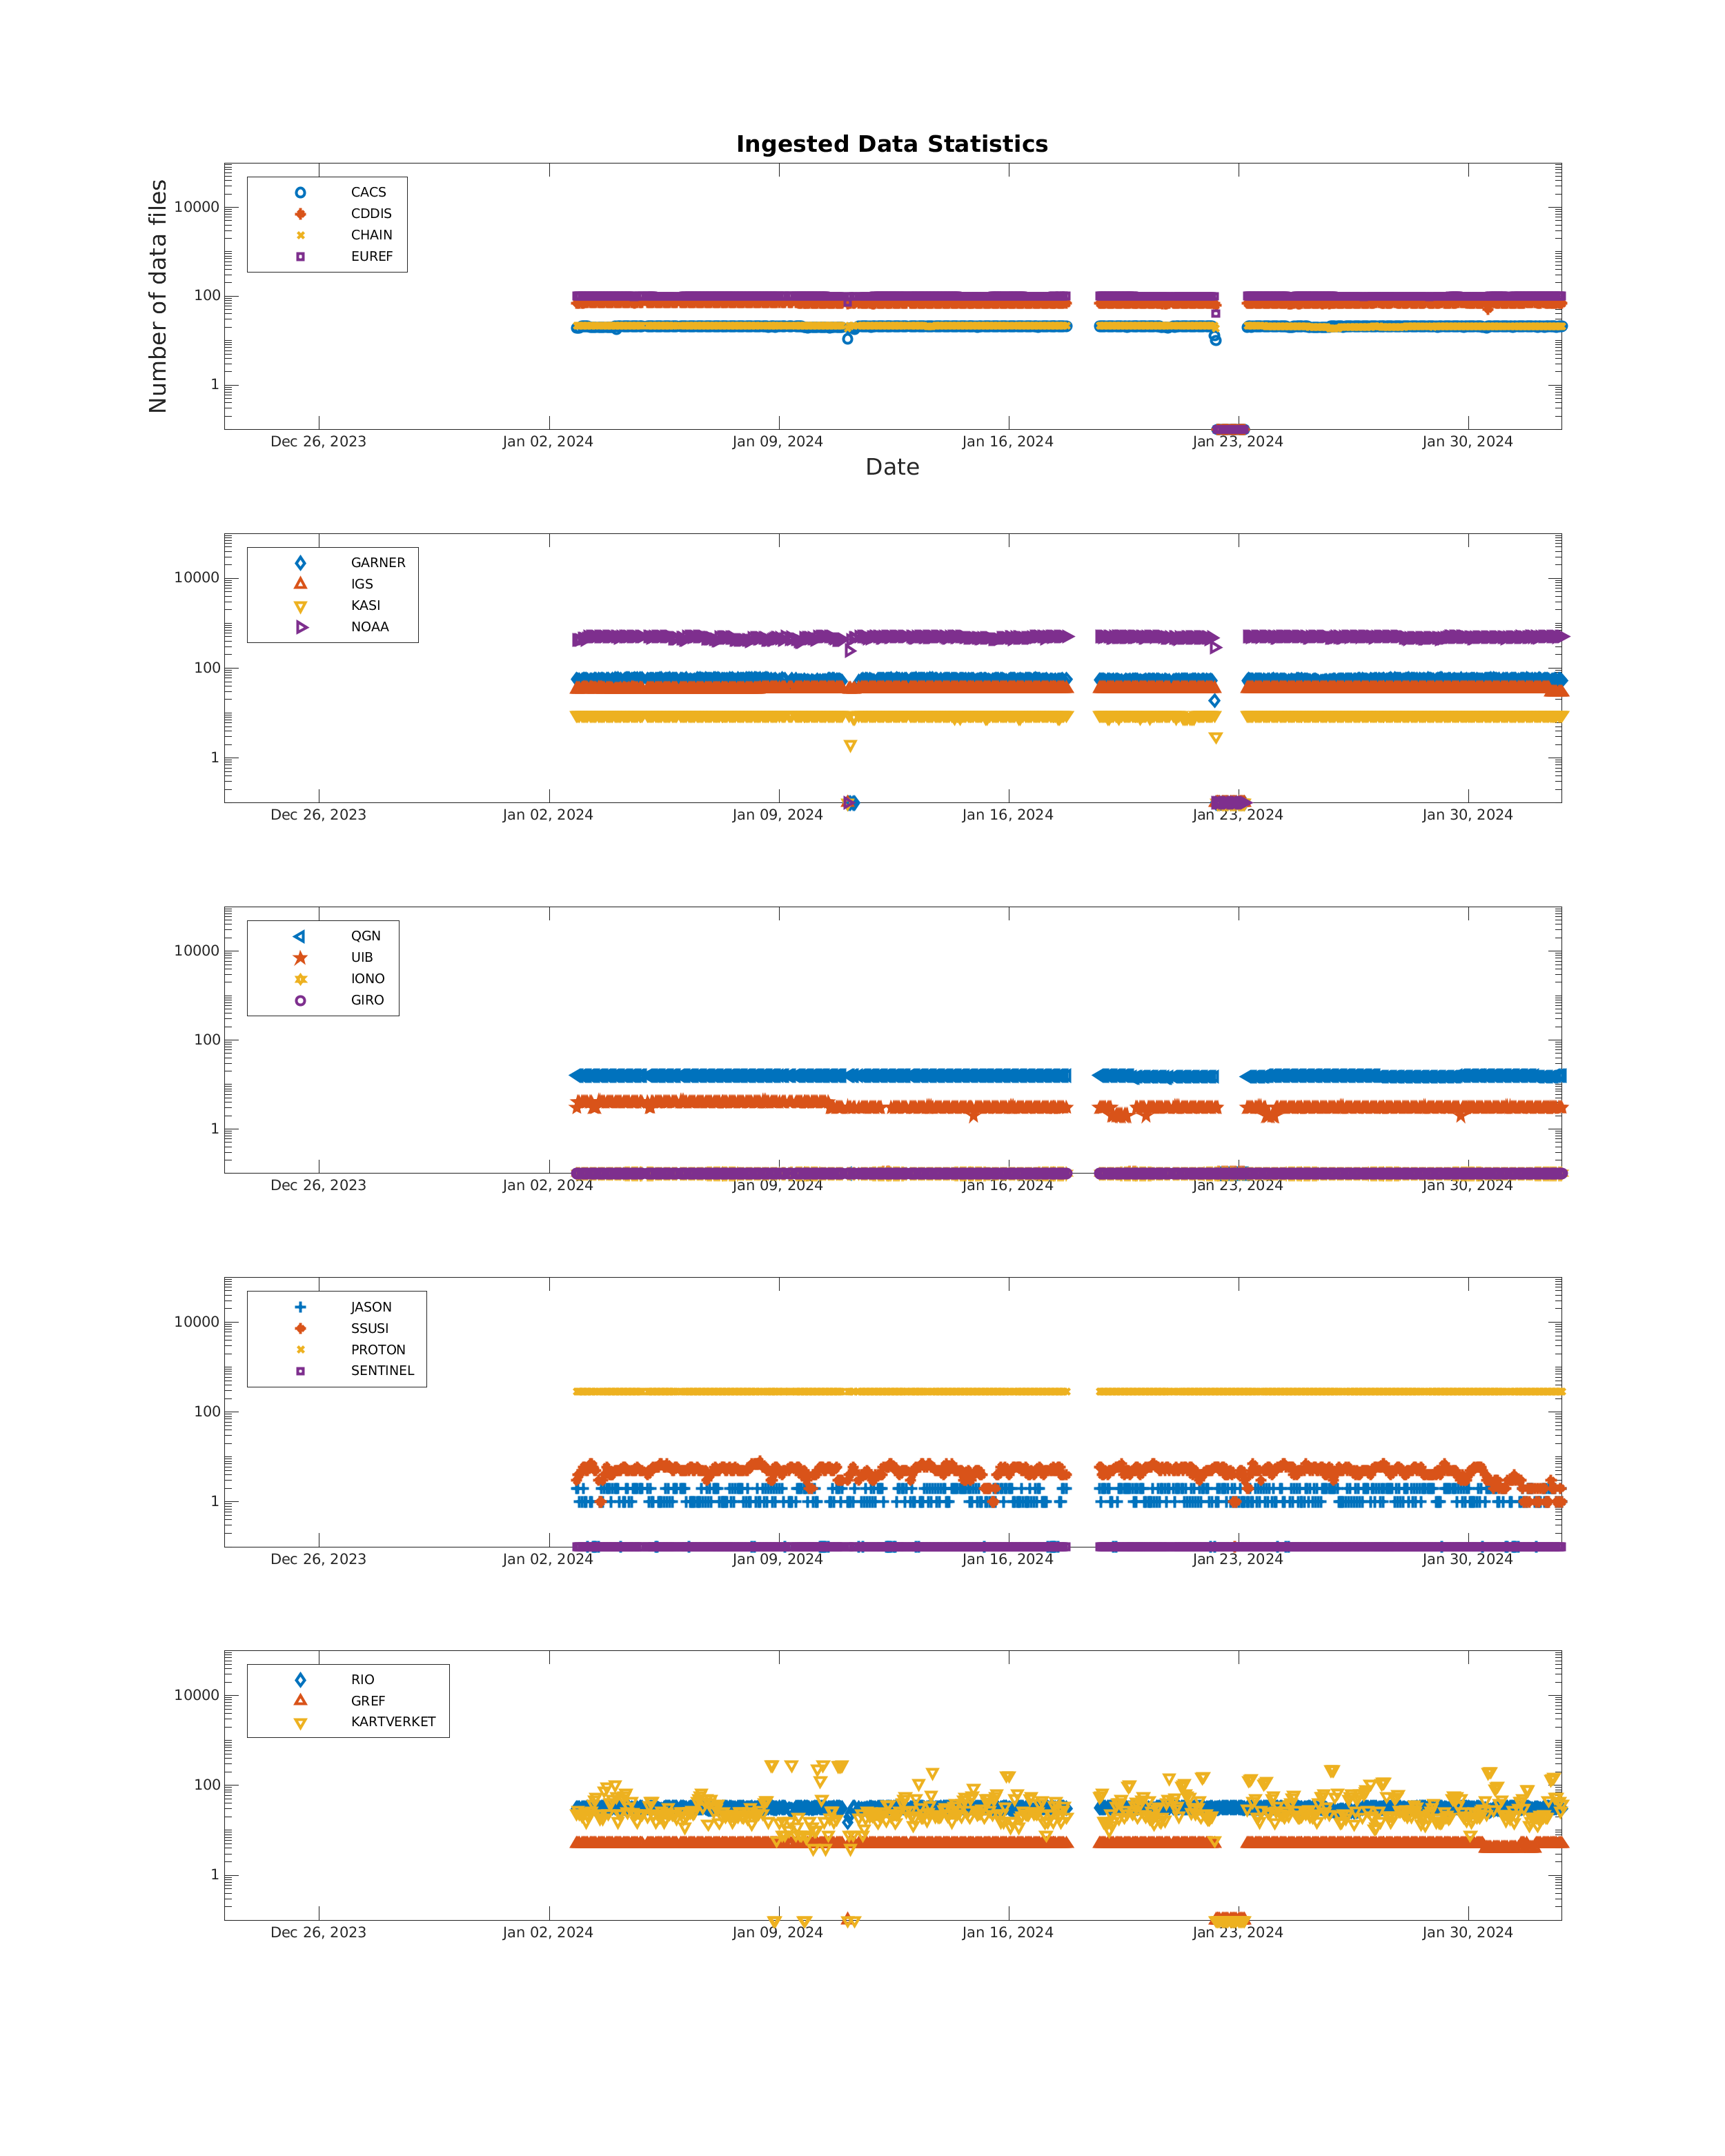 Ingested Data Statistics
Number of data files
10000
100
1
CACS
CDDIS
CHAIN
EUREF
Dec 26, 2023 Jan 02, 2024 Jan 09, 2024 Jan 16, 2024 Jan 23, 2024 Jan 30, 2024
Date
10000
100
1
GARNER
IGS
KASI
NOAA
Dec 26, 2023 Jan 02, 2024 Jan 09, 2024 Jan 16, 2024 Jan 23, 2024 Jan 30, 2024
10000
100
1
QGN
UIB
IONO
GIRO
Dec 26, 2023 Jan 02, 2024 Jan 09, 2024 Jan 16, 2024 Jan 23, 2024 Jan 30, 2024
10000
100
1
JASON
SSUSI
PROTON
SENTINEL
Dec 26, 2023 Jan 02, 2024 Jan 09, 2024 Jan 16, 2024 Jan 23, 2024 Jan 30, 2024
10000
100
1
RIO
GREF
KARTVERKET
Dec 26, 2023 Jan 02, 2024 Jan 09, 2024 Jan 16, 2024 Jan 23, 2024 Jan 30, 2024